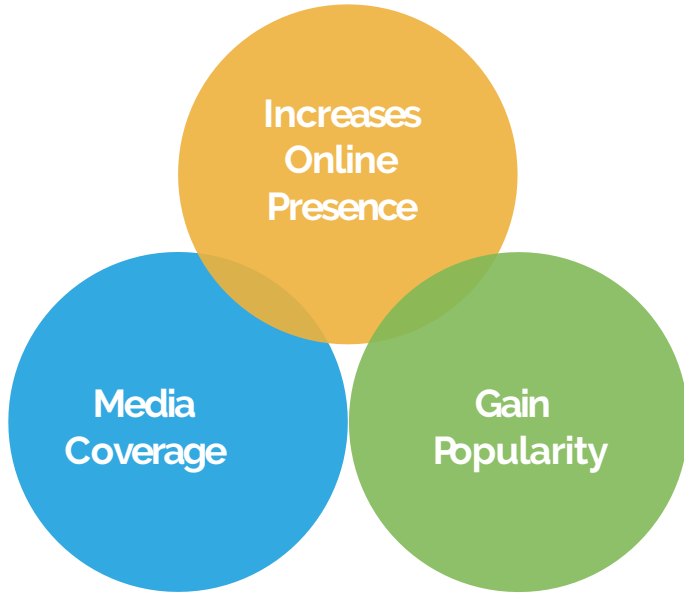 Increases
Online
Presence
Media
Coverage
Gain
Popularity